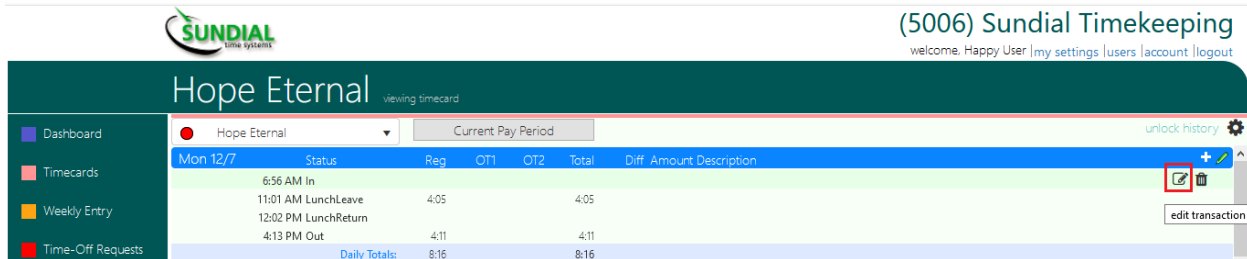 SUNDIAL
time systems
(5006) Sundial Timekeeping
welcome, Happy User |my settings |users |account |logout
Hope Eternal viewing timecard
Dashboard
Timecards
Weekly Entry
Time-Off Requests
Hope Eternal
Current Pay Period
unlock history
Mon 12/7 Status Reg OT1 OT2 Total Diff Amount Description
6:56 AM In
11:01 AM LunchLeave 4:05 4:05
12:02 PM LunchReturn
4:13 PM Out 4:11 4:11
Daily Totals: 8:16 8:16
edit transaction